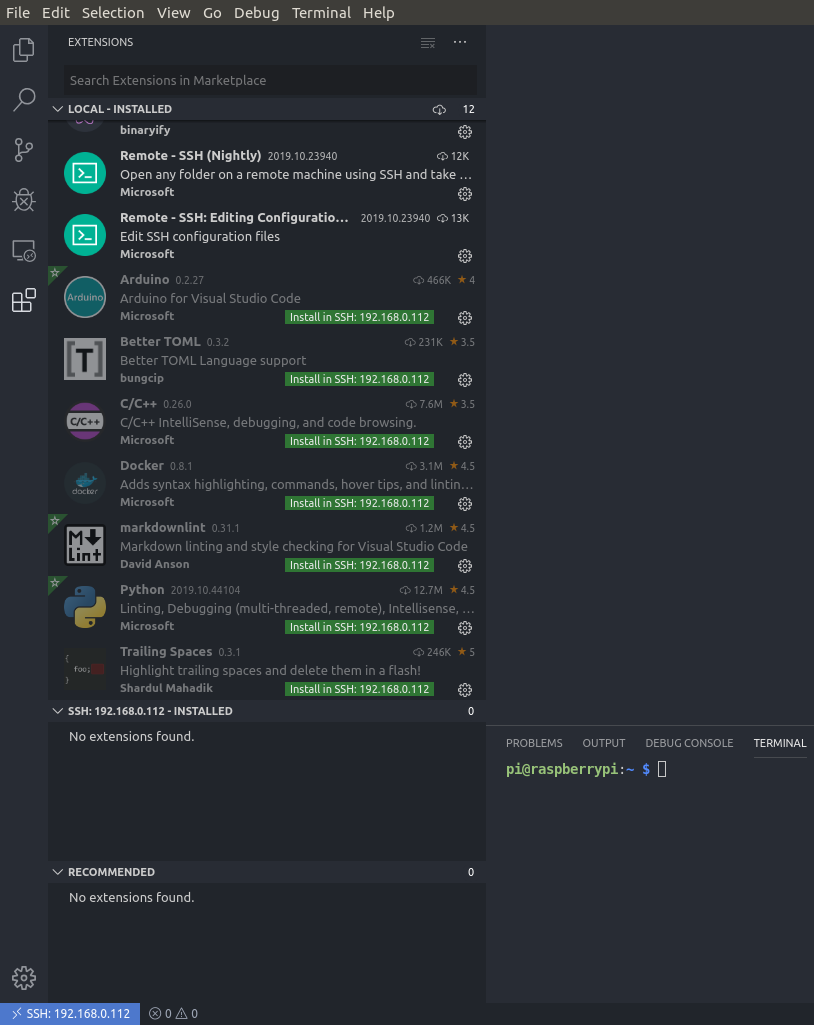 File Edit Selection View Go Debug Terminal Help
EXTENSIONS
Search Extensions in Marketplace
LOCAL - INSTALLED 12
binaryify
Remote - SSH (Nightly) 2019.10.23940 12K
Open any folder on a remote machine using SSH and take ...
Microsoft
Remote - SSH: Editing Configuratio... 2019.10.23940 13K
Edit SSH configuration files
Microsoft
Arduino
Arduino 0.2.27 466K 4
Arduino for Visual Studio Code
Microsoft Install in SSH: 192.168.0.112
[T]
Better TOML 0.3.2 231K 3.5
Better TOML Language support
bungcip Install in SSH: 192.168.0.112
C/C++
C/C++ 0.26.0 7.6M 3.5
C/C++ IntelliSense, debugging, and code browsing.
Microsoft Install in SSH: 192.168.0.112
docker
Docker 0.8.1 3.1M 4.5
Adds syntax highlighting, commands, hover tips, and lintin...
Microsoft Install in SSH: 192.168.0.112
M Lint
markdownlint 0.31.1 1.2M 4.5
Markdown linting and style checking for Visual Studio Code
David Anson Install in SSH: 192.168.0.112
Python 2019.10.44104 12.7M 4.5
Linting, Debugging (multi-threaded, remote), Intellisense, ...
Microsoft Install in SSH: 192.168.0.112
{
foo;
}
Trailing Spaces 0.3.1 246K 5
Highlight trailing spaces and delete them in a flash!
Shardul Mahadik Install in SSH: 192.168.0.112
SSH: 192.168.0.112 - INSTALLED 0
No extensions found.
RECOMMENDED 0
No extensions found.
PROBLEMS OUTPUT DEBUG CONSOLE TERMINAL
pi@raspberrypi:~ $
SSH: 192.168.0.112 0 0